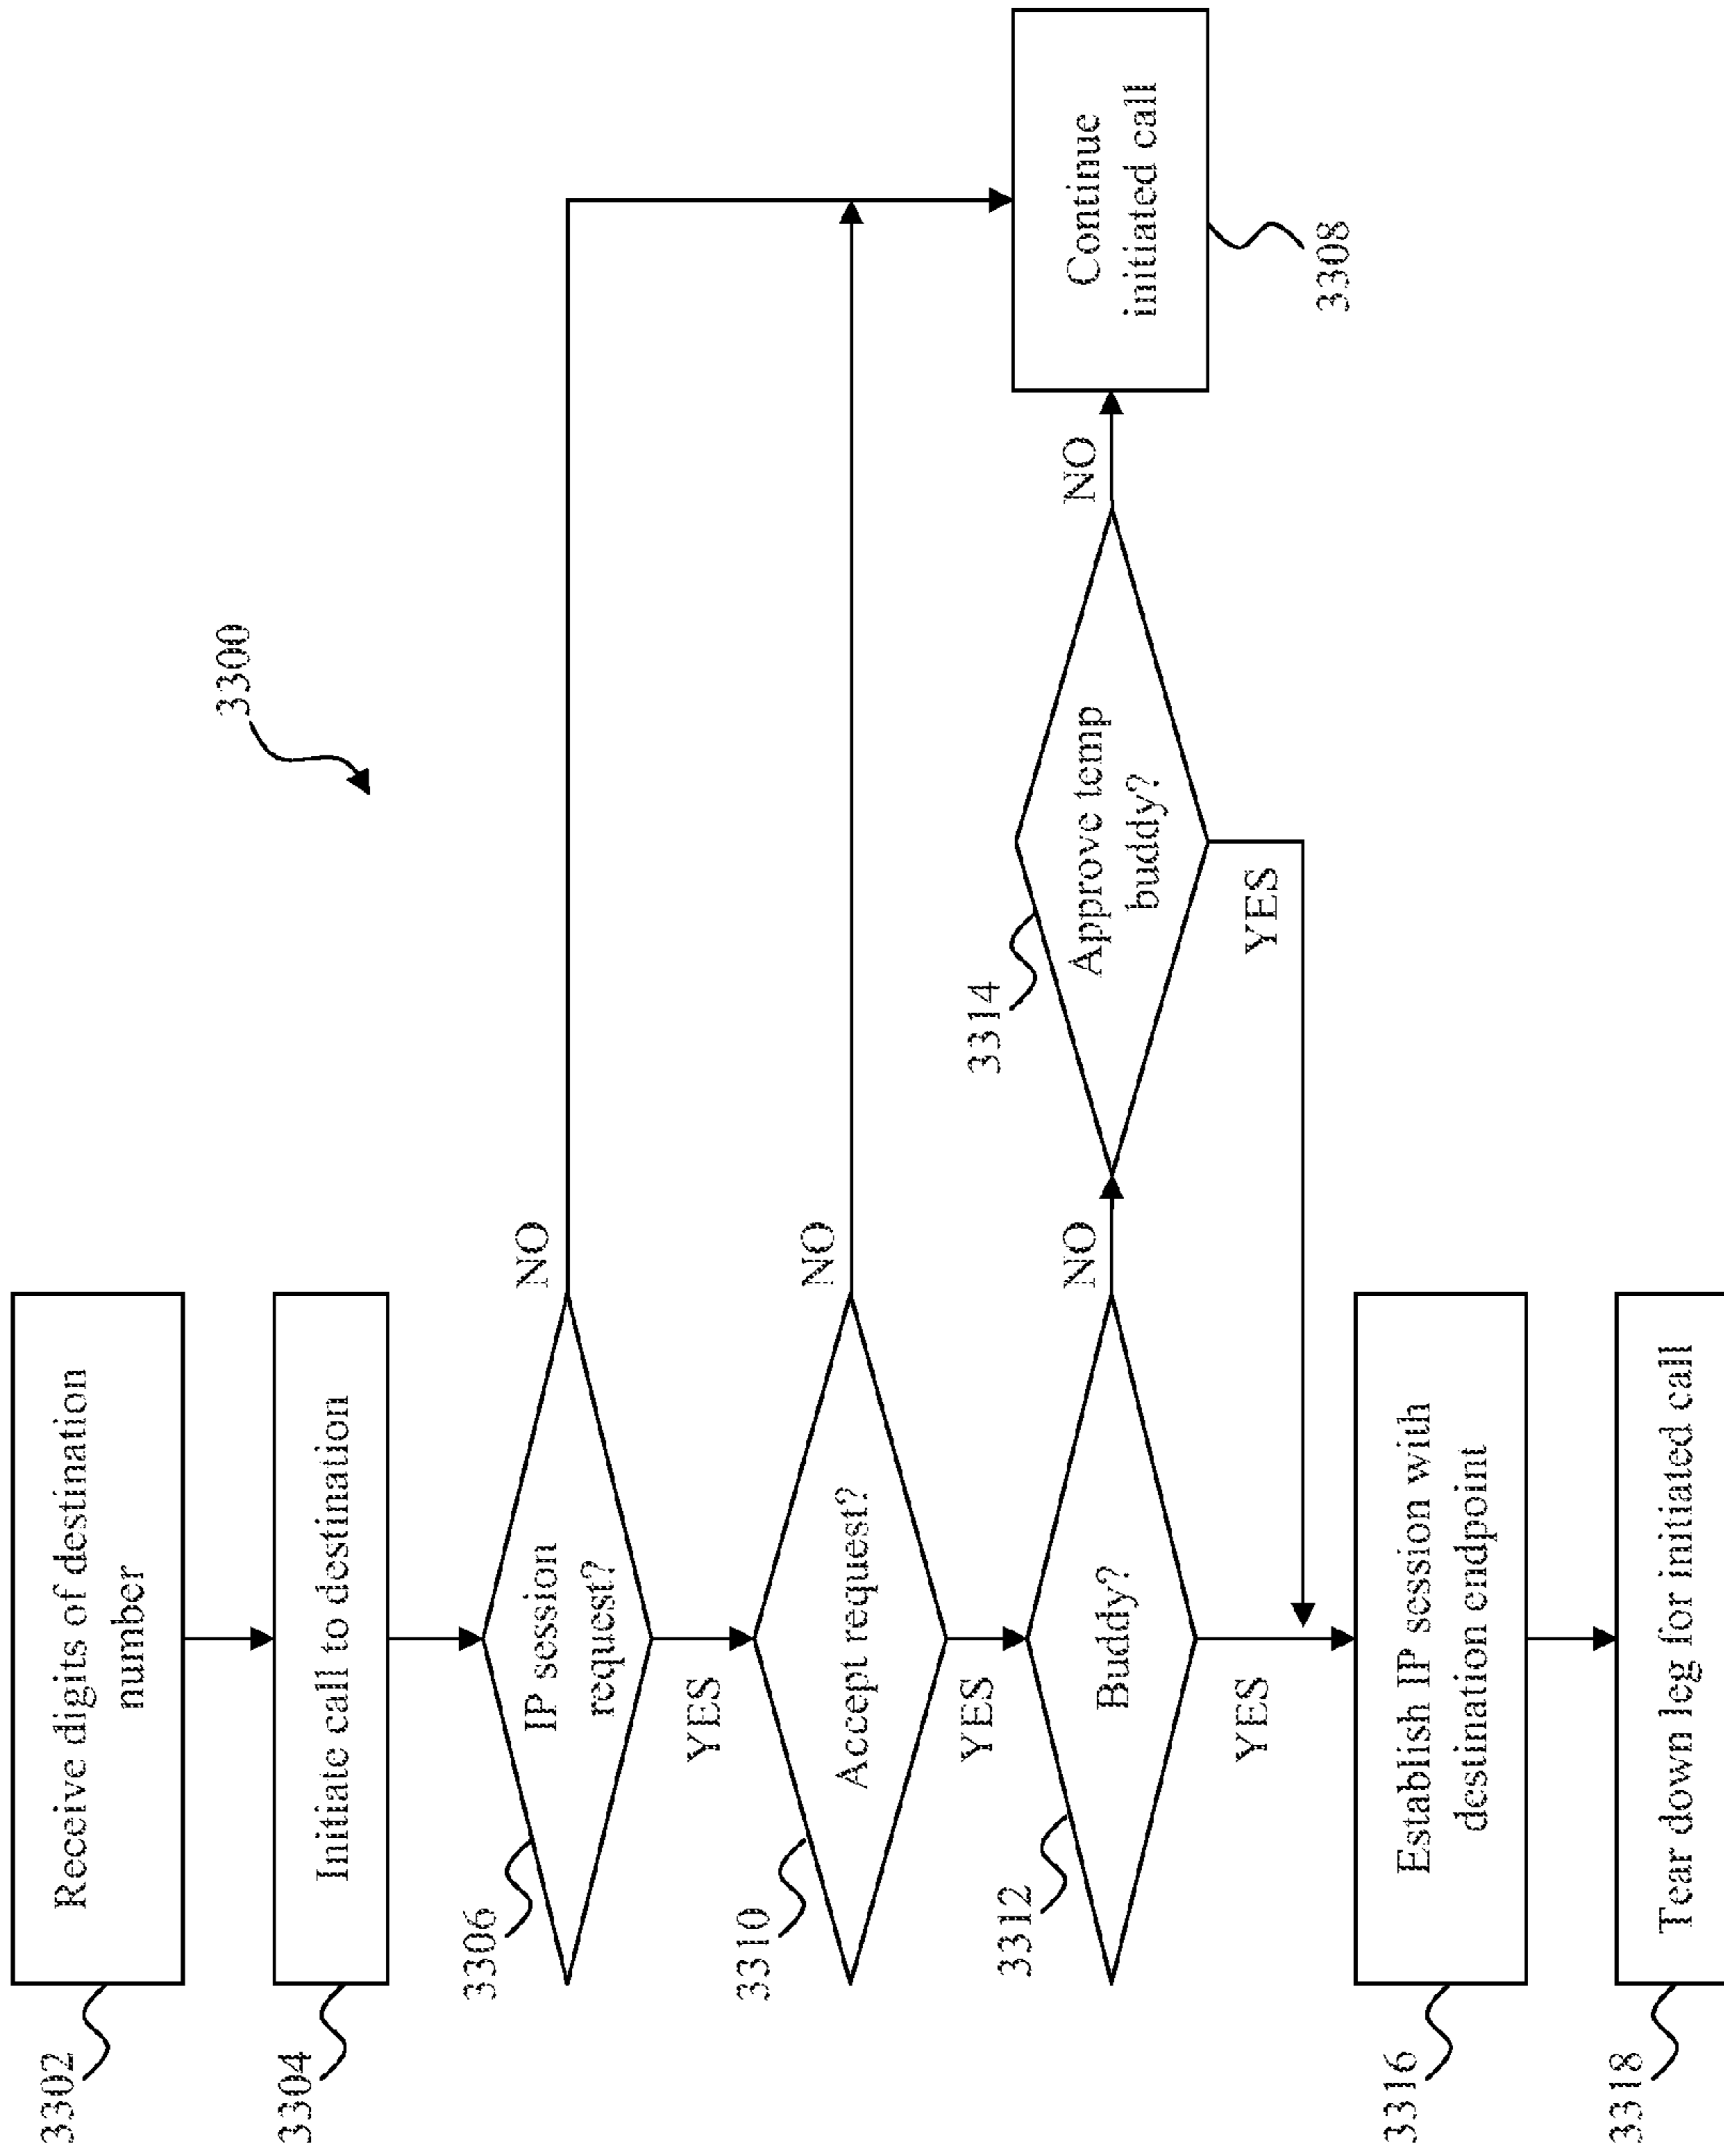 3300
3302
Receive digits of destination
number
3304
Initiate call to destination
3306
IP session
request?
NO
YES
3310
Accept request?
NO
YES
3312
Buddy?
NO
YES
3314
Approve temp
buddy?
NO
YES
Continue
initiated call
3308
3316
Establish IP session with
destination endpoint
3318
Tear down leg for initiated call